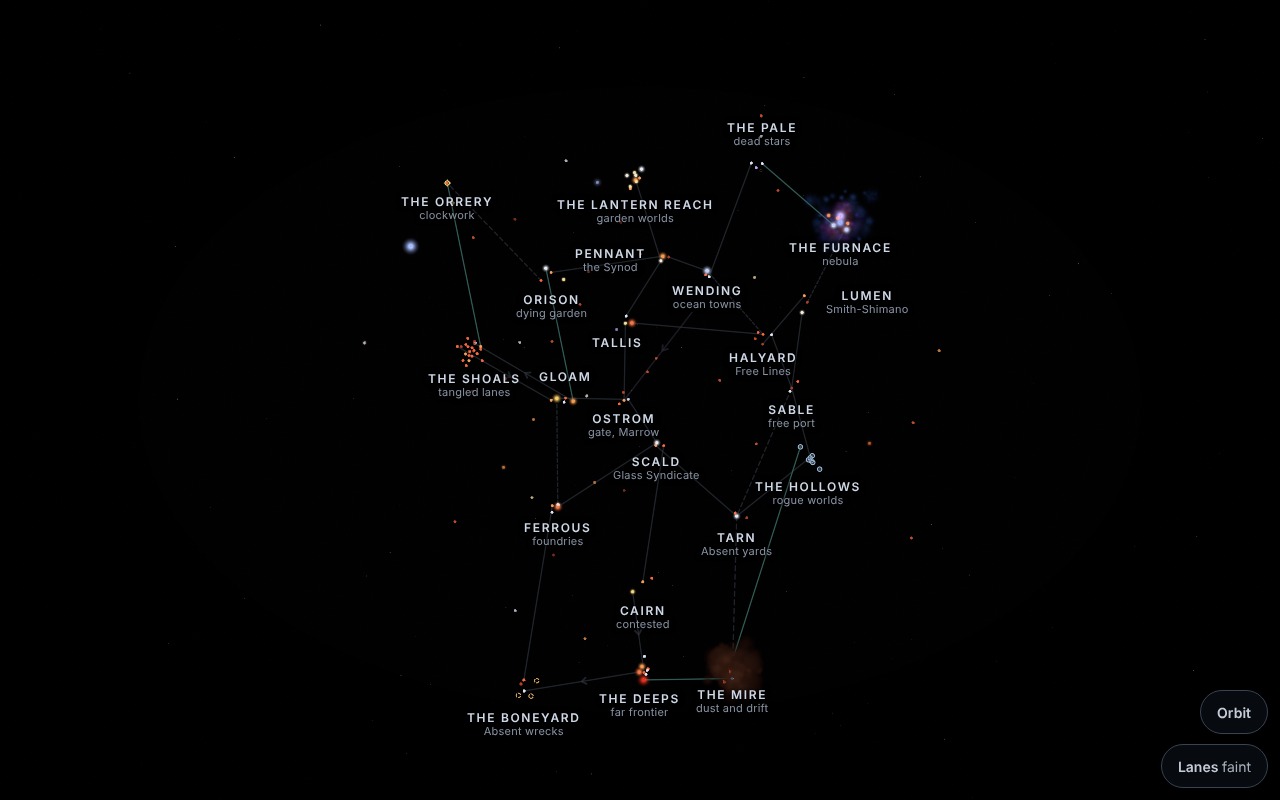 THE PALE
dead stars
THE ORRERY
clockwork
THE LANTERN REACH
garden worlds
THE FURNACE
nebula
PENNANT
the Synod
WENDING
ocean towns
ORISON
dying garden
LUMEN
Smith-Shimano
TALLIS
HALYARD
Free Lines
THE SHOALS
tangled lanes
GLOAM
OSTROM
gate, Marrow
SABLE
free port
SCALD
Glass Syndicate
THE HOLLOWS
rogue worlds
FERROUS
foundries
TARN
Absent yards
CAIRN
contested
THE DEEPS
far frontier
THE MIRE
dust and drift
THE BONEYARD
Absent wrecks
Orbit
Lanes faint